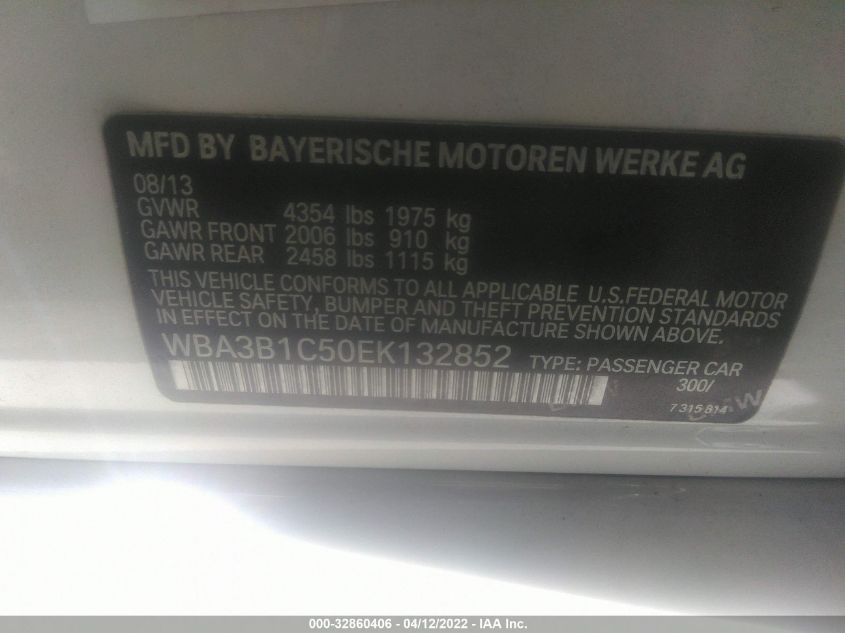 MFD BY BAYERISCHE MOTOREN WERKE AG
08/13
GVWR 4354 lbs 1975 kg
GAWR FRONT 2006 lbs 910 kg
GAWR REAR 2458 lbs 1115 kg
THIS VEHICLE CONFORMS TO ALL APPLICABLE U.S.FEDERAL MOTOR
VEHICLE SAFETY, BUMPER AND THEFT PREVENTION STANDARDS
IN EFFECT ON THE DATE OF MANUFACTURE SHOWN ABOVE.
WBA3B1C50EK132852 TYPE: PASSENGER CAR
300/
7 315 814
000-32860406 - 04/12/2022 - IAA Inc.